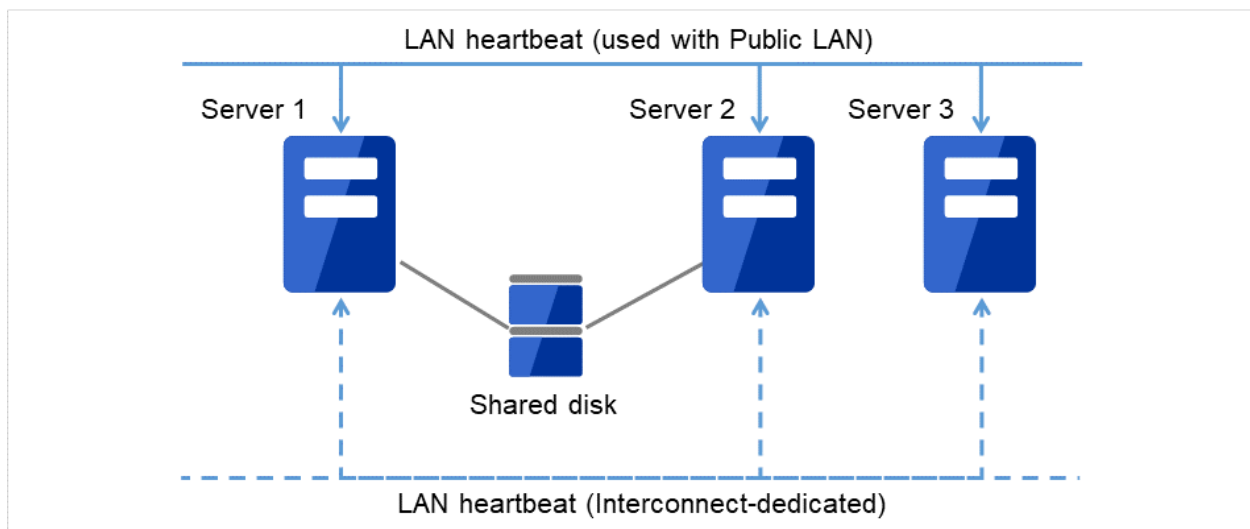 LAN heartbeat (used with Public LAN)
Server 1
Server 2
Server 3
Shared disk
LAN heartbeat (Interconnect-dedicated)